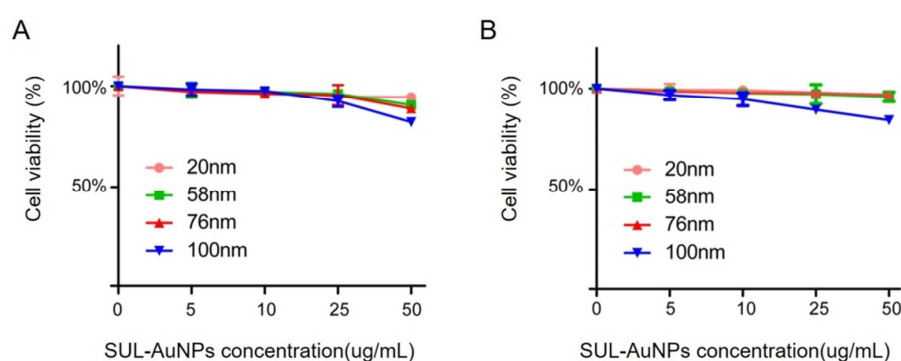 A
Cell viability (%)
100%
50%
20nm
58nm
76nm
100nm
0 5 10 25 50
SUL-AuNPs concentration(ug/mL)
B
Cell viability (%)
100%
50%
20nm
58nm
76nm
100nm
0 5 10 25 50
SUL-AuNPs concentration(ug/mL)